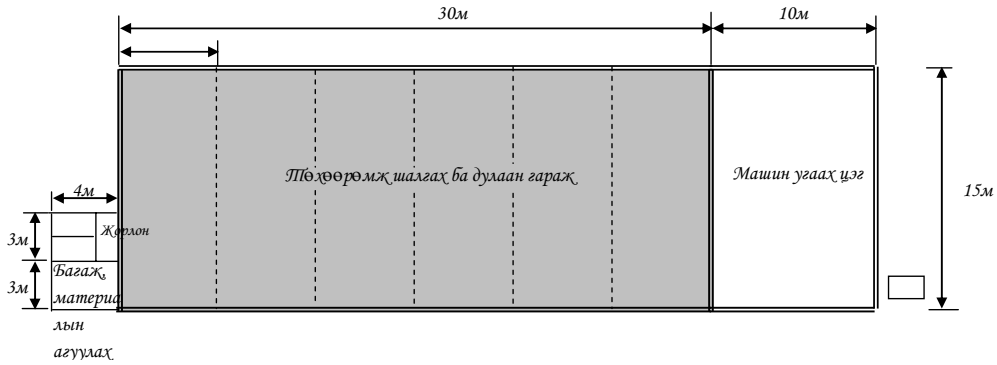 30м
10м
Төхөөрөмж шалгах ба дулаан гараж
Машин угаах цэг
15м
4м
3м
Жорлон
3м
Багаж,
материа
лын
агуулах